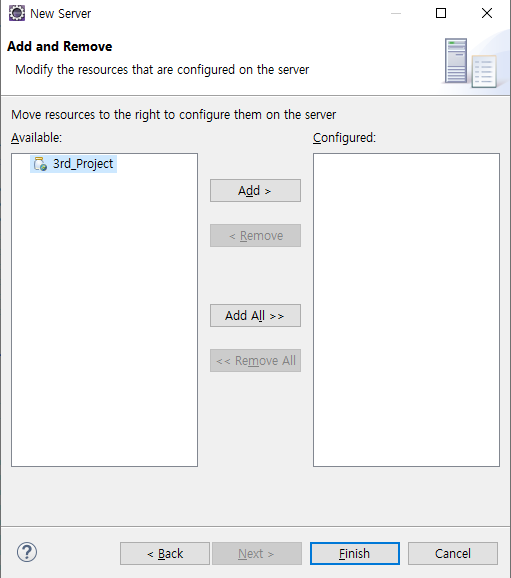 New Server
Add and Remove
Modify the resources that are configured on the server
Move resources to the right to configure them on the server
Available:
Configured:
3rd_Project
Add >
< Remove
Add All >>
<< Remove All
?
< Back
Next >
Finish
Cancel